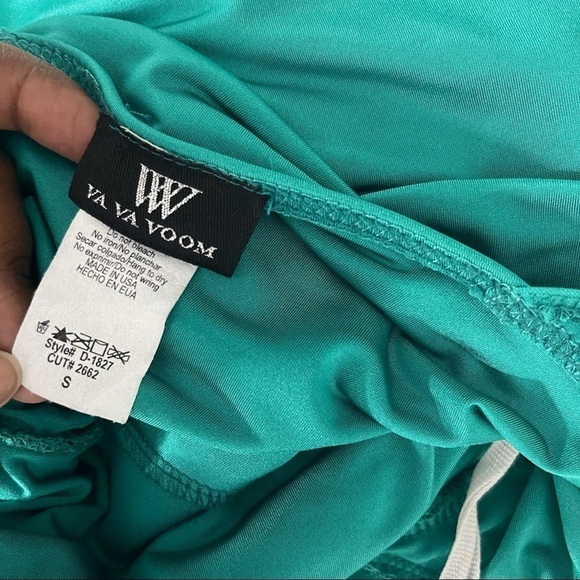 VA VA VOOM
Do not bleach
No iron/No planchar
Secar colgado/Hang to dry
No exprimir/Do not wring
MADE IN USA
HECHO EN EUA
Style# D-1827
CUT# 2662
S